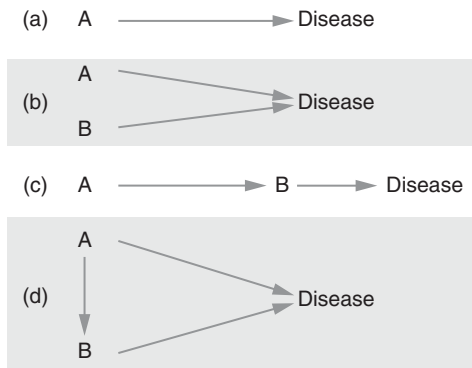 (a) A Disease
A
(b) Disease
B
(c) A B Disease
A
(d) Disease
B